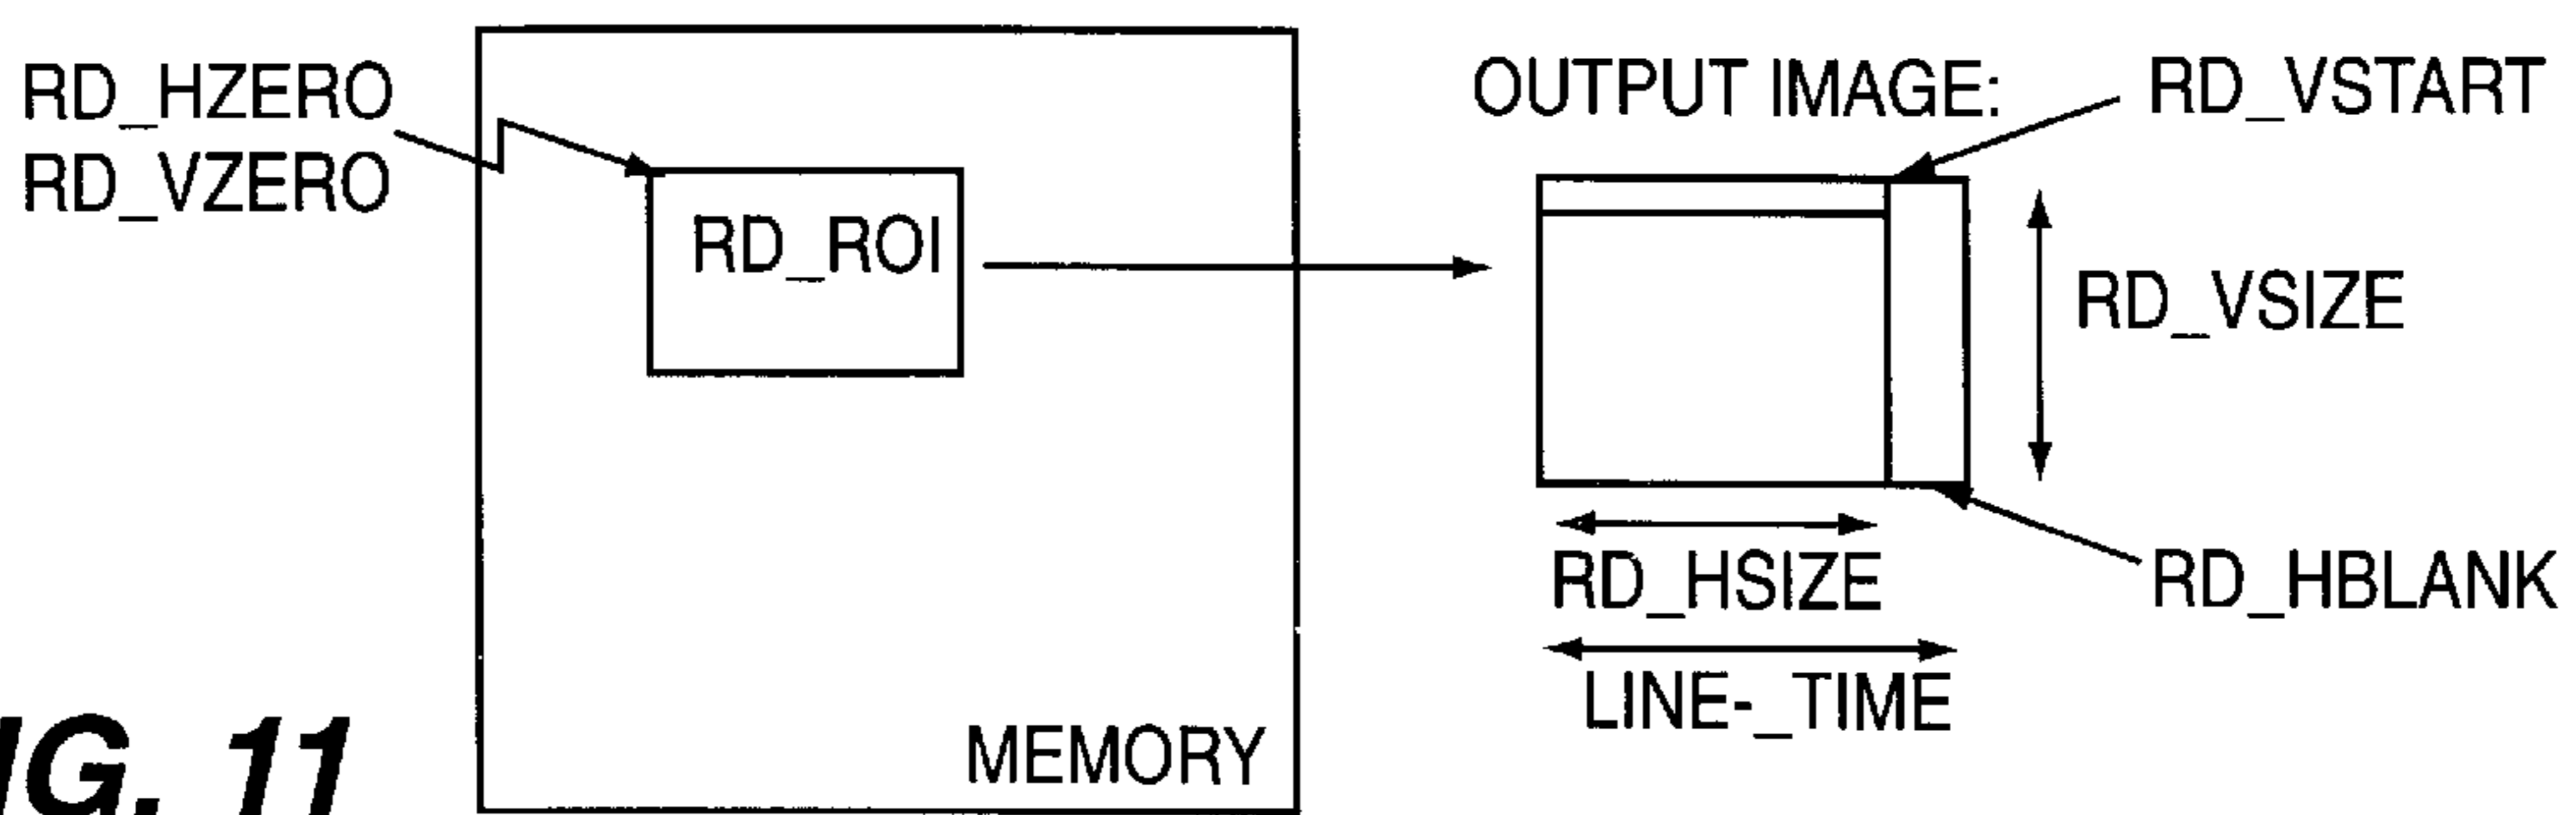 RD_HZERO
RD_VZERO
RD_ROI
MEMORY
OUTPUT IMAGE:
RD_VSTART
RD_VSIZE
RD_HSIZE
RD_HBLANK
LINE-_TIME
IG. 11